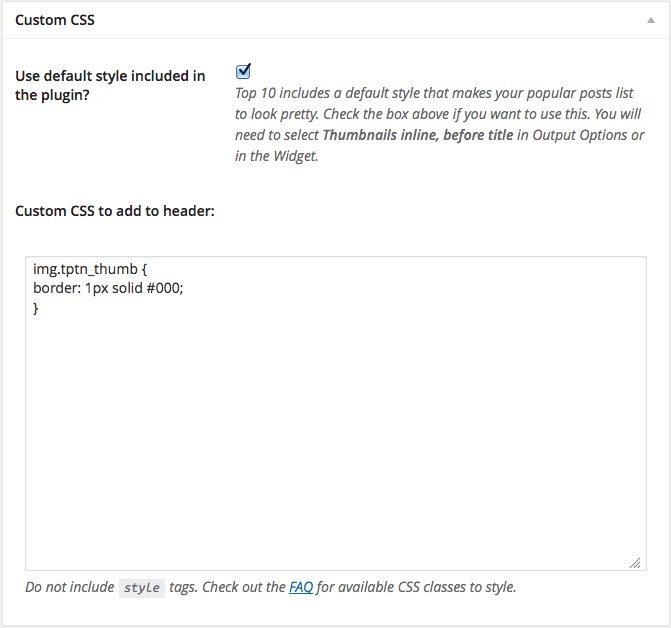 Custom CSS
Use default style included in
the plugin?
Top 10 includes a default style that makes your popular posts list
to look pretty. Check the box above if you want to use this. You will
need to select Thumbnails inline, before title in Output Options or
in the Widget.
Custom CSS to add to header:
img.tptn_thumb {
border: 1px solid #000;
}
Do not include style tags. Check out the FAQ for available CSS classes to style.